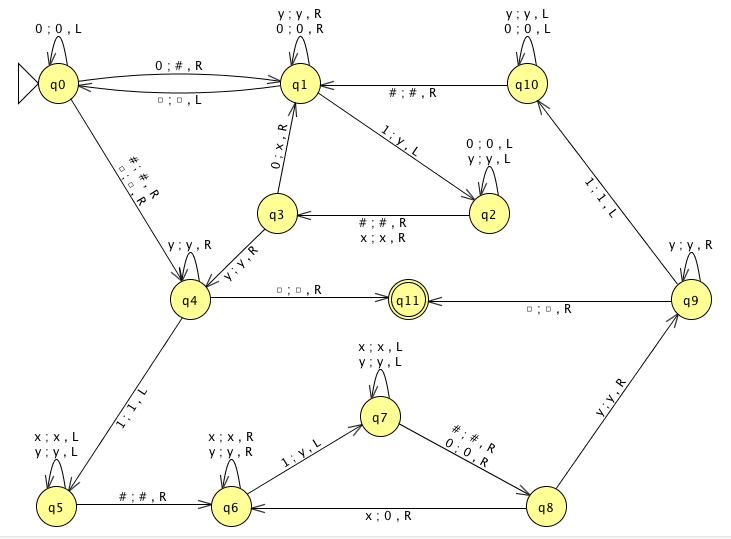 y ; y , R
0 ; 0 , R
y ; y , L
0 ; 0 , L
0 ; 0 , L
0 ; #, R
□ ; □ , L
q0
q1
q10
#; #, R
1 ; y , L
0 ; 0 , L
y ; y , L
#; #, R
□ ; □ , R
0 ; x , R
q3
q2
#; #, R
x ; x , R
y ; y , R
y ; y , R
1 ; 1 , L
y ; y , R
q4
□ ; □ , R
q11
□ ; □ , R
q9
x ; x , L
y ; y , L
1 ; 1 , L
y ; y , R
q7
#; #, R
0 ; 0 , R
x ; x , L
y ; y , L
x ; x , R
y ; y , R
1 ; y , L
q5
#; #, R
q6
x ; 0 , R
q8